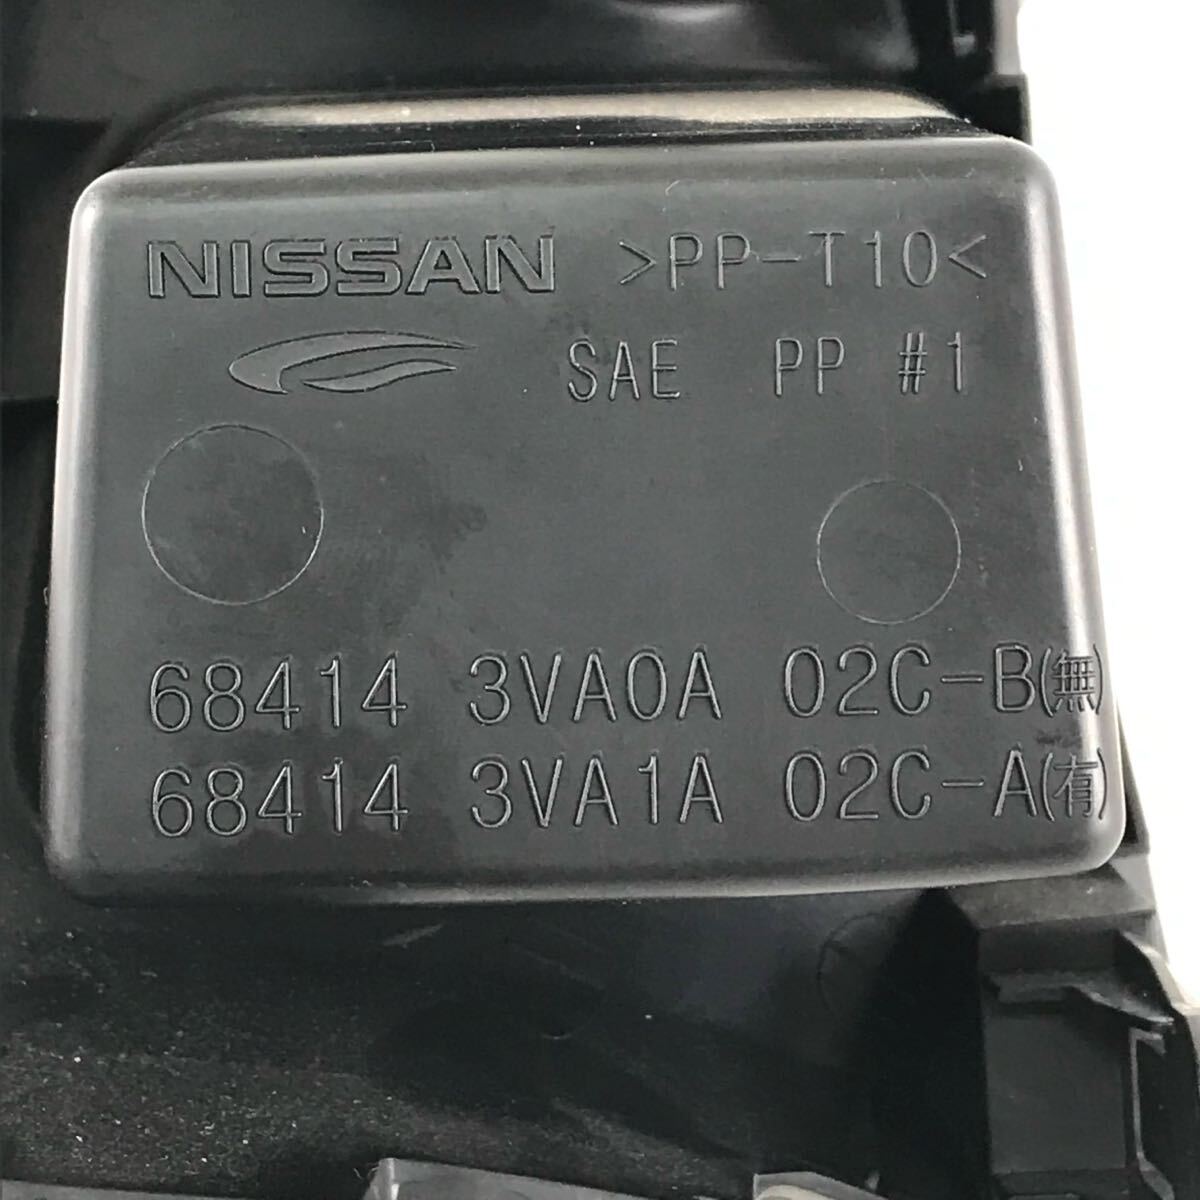 NISSAN >PP-T10<
SAE PP #1
68414 3VA0A 02C-B(無)
68414 3VA1A 02C-A(有)